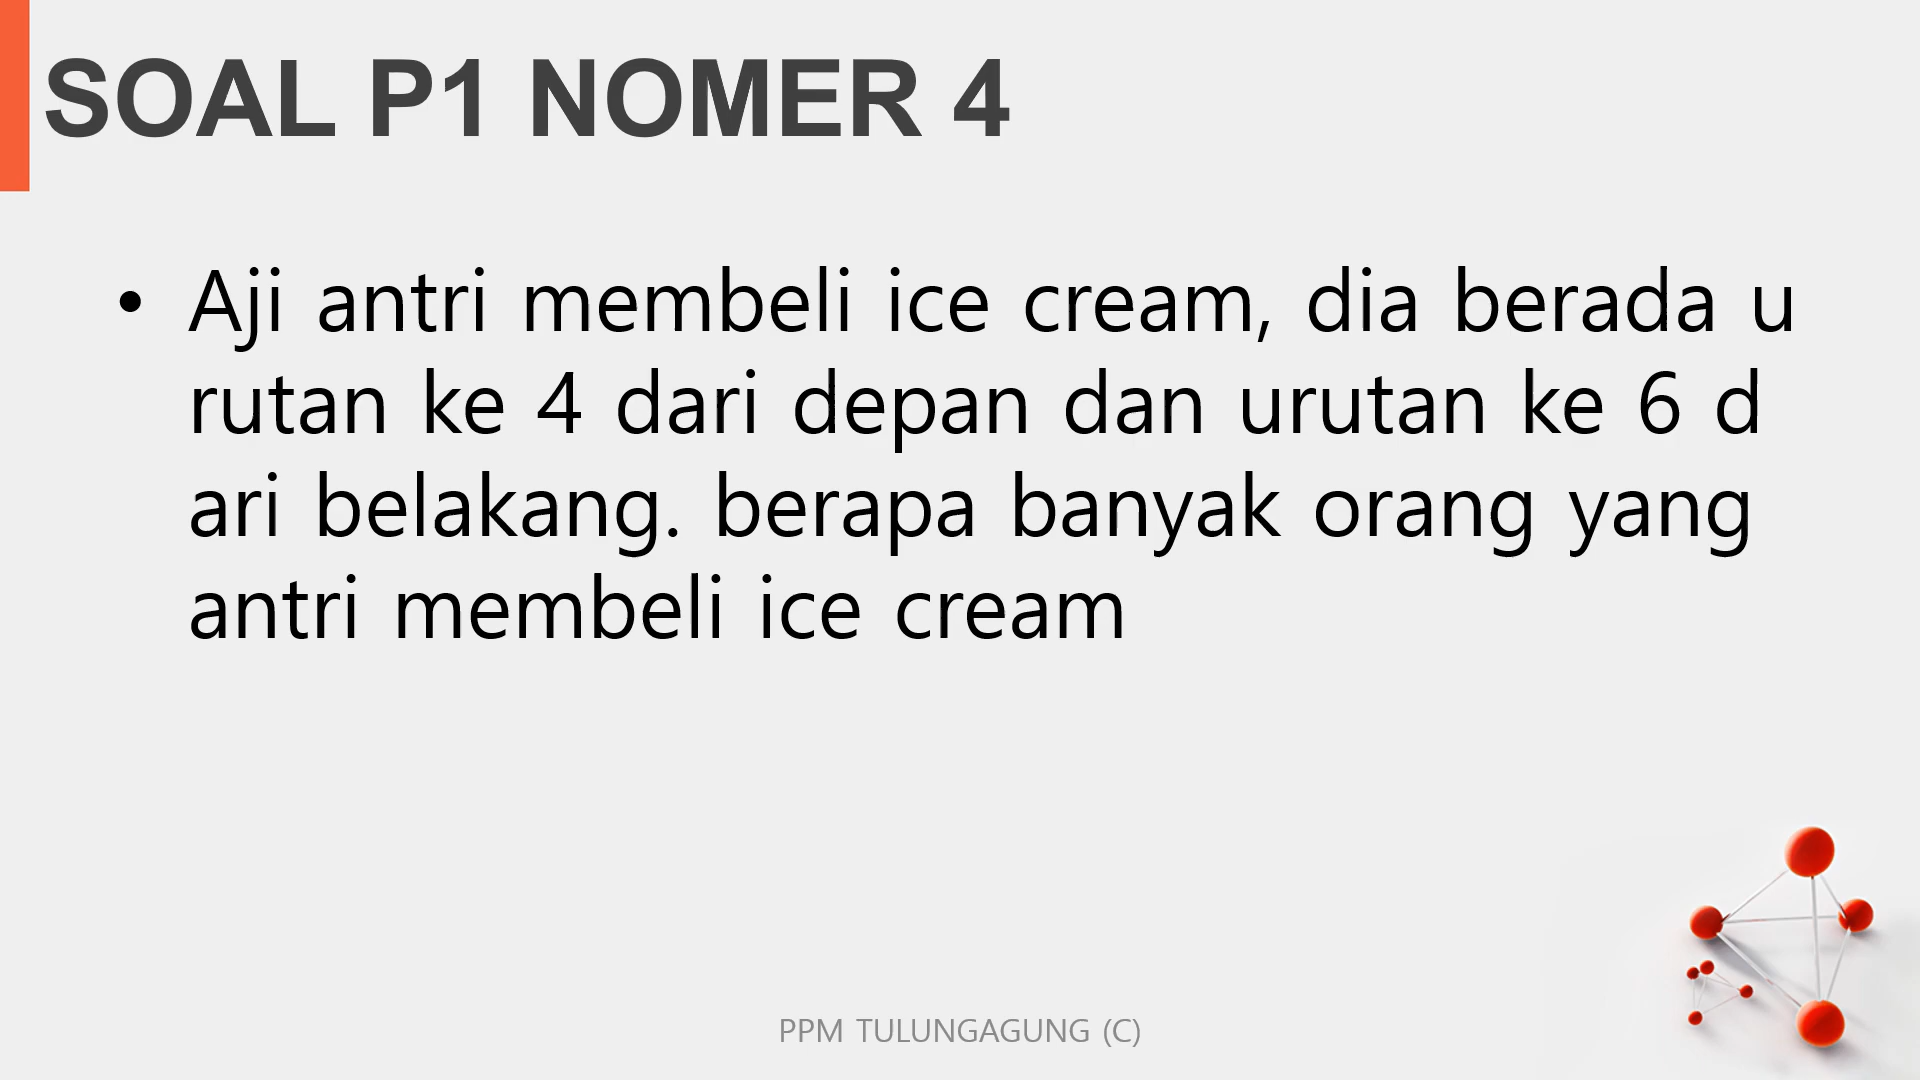 SOAL P1 NOMER 4
• Aji antri membeli ice cream, dia berada u
rutan ke 4 dari depan dan urutan ke 6 d
ari belakang. berapa banyak orang yang
antri membeli ice cream
PPM TULUNGAGUNG (C)